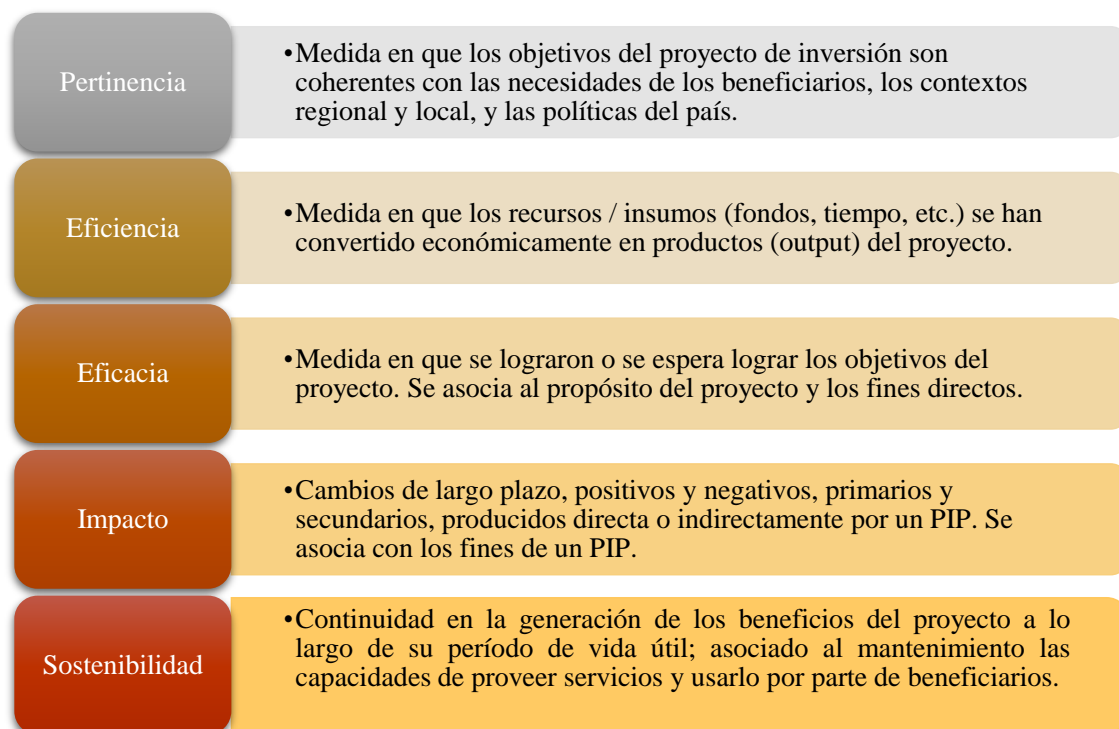 Pertinencia
•Medida en que los objetivos del proyecto de inversión son
coherentes con las necesidades de los beneficiarios, los contextos
regional y local, y las políticas del país.
Eficiencia
•Medida en que los recursos / insumos (fondos, tiempo, etc.) se han
convertido económicamente en productos (output) del proyecto.
Eficacia
•Medida en que se lograron o se espera lograr los objetivos del
proyecto. Se asocia al propósito del proyecto y los fines directos.
Impacto
•Cambios de largo plazo, positivos y negativos, primarios y
secundarios, producidos directa o indirectamente por un PIP. Se
asocia con los fines de un PIP.
Sostenibilidad
•Continuidad en la generación de los beneficios del proyecto a lo
largo de su período de vida útil; asociado al mantenimiento las
capacidades de proveer servicios y usarlo por parte de beneficiarios.